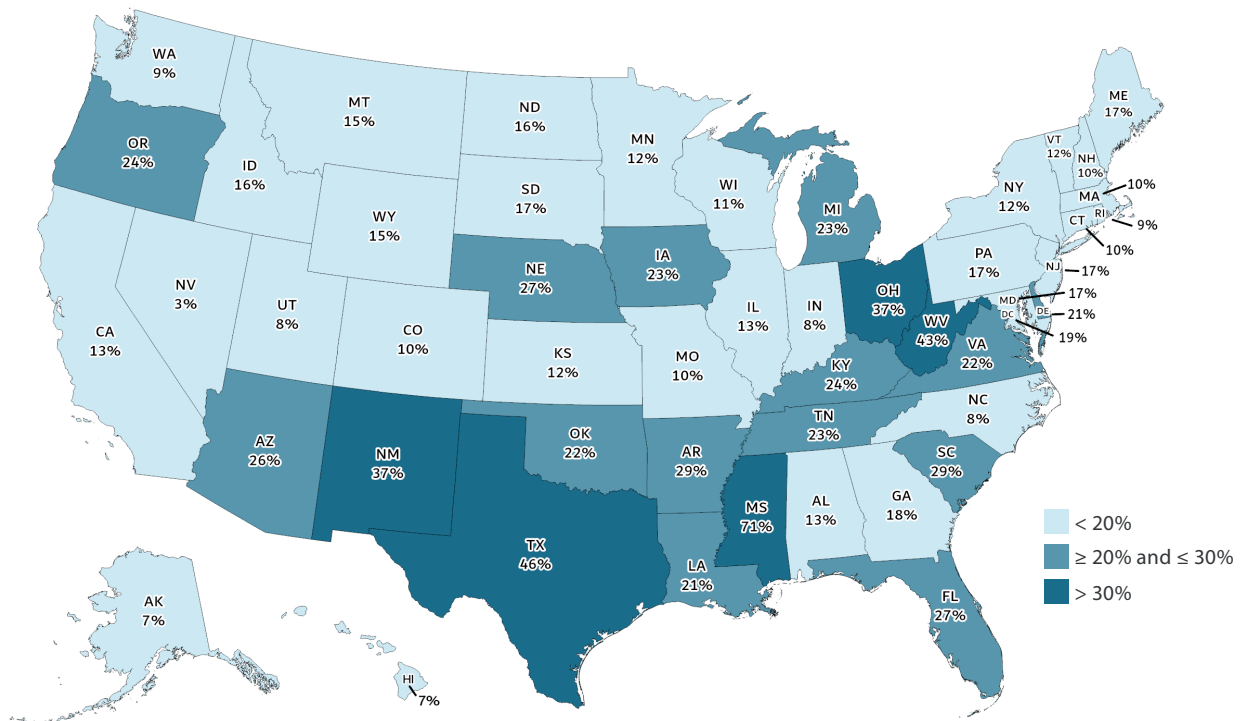 WA
9%
MT
15%
ND
16%
MN
12%
ME
17%
OR
24%
ID
16%
WY
15%
SD
17%
WI
11%
MI
23%
NY
12%
VT
12%
NH
10%
MA
10%
CT
RI
9%
10%
NV
3%
UT
8%
CO
10%
NE
27%
IA
23%
IL
13%
IN
8%
OH
37%
PA
17%
NJ
17%
MD
17%
DC
DE
21%
19%
CA
13%
KS
12%
MO
10%
KY
24%
WV
43%
VA
22%
AZ
26%
NM
37%
OK
22%
AR
29%
TN
23%
NC
8%
SC
29%
TX
46%
LA
21%
MS
71%
AL
13%
GA
18%
FL
27%
AK
7%
HI
7%
< 20%
≥ 20% and ≤ 30%
> 30%